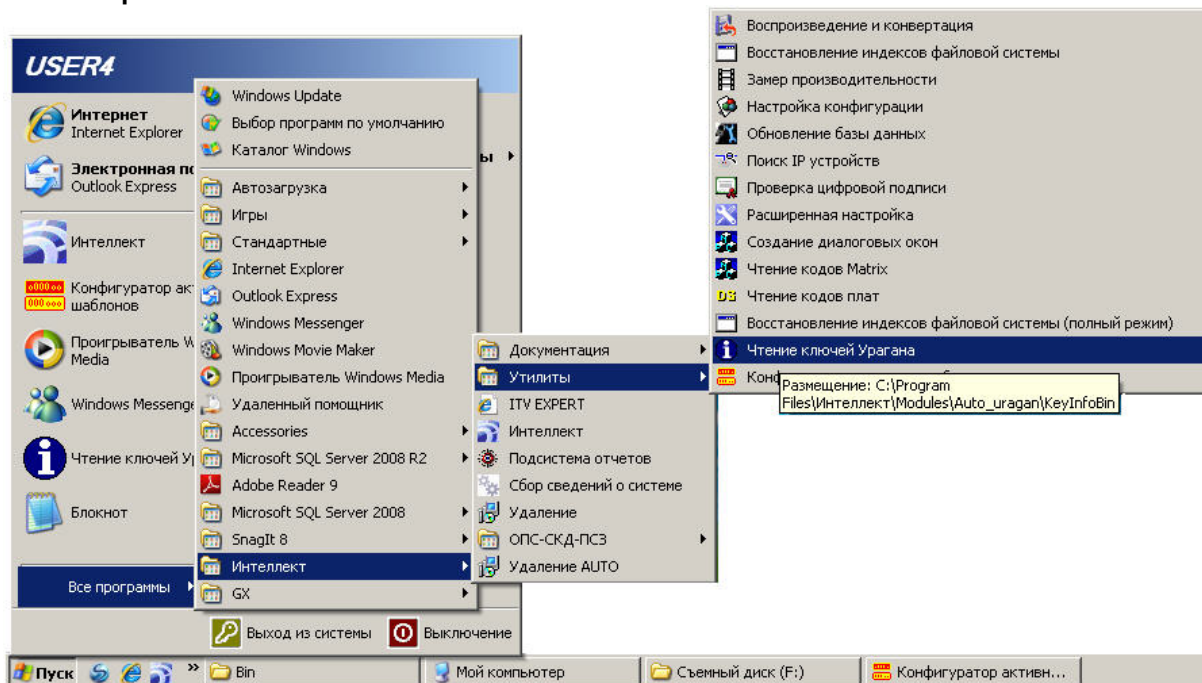 USER4
Интернет
Internet Explorer
Электронная по
Outlook Express
Интеллект
Конфигуратор ак
шаблонов
Проигрыватель W
Media
Windows Messenge
Чтение ключей У
Блокнот
Все программы
ы
Windows Update
Выбор программ по умолчанию
Каталог Windows
Автозагрузка
Игры
Стандартные
Internet Explorer
Outlook Express
Windows Messenger
Windows Movie Maker
Проигрыватель Windows Media
Удаленный помощник
Accessories
Microsoft SQL Server 2008 R2
Adobe Reader 9
Microsoft SQL Server 2008
SnagIt 8
Интеллект
GX
Документация
Утилиты
ITV EXPERT
Интеллект
Подсистема отчетов
Сбор сведений о системе
Удаление
ОПС-СКД-ПСЗ
Удаление AUTO
Воспроизведение и конвертация
Восстановление индексов файловой системы
Замер производительности
Настройка конфигурации
Обновление базы данных
Поиск IP устройств
Проверка цифровой подписи
Расширенная настройка
Создание диалоговых окон
Чтение кодов Matrix
Чтение кодов плат
Восстановление индексов файловой системы (полный режим)
Чтение ключей Урагана
Конф
Размещение: C:\Program
Files\Интеллект\Modules\Auto_uragan\KeyInfoBin
Выход из системы
Выключение
Пуск
»
Bin
Мой компьютер
Съемный диск (F:)
Конфигуратор активн...